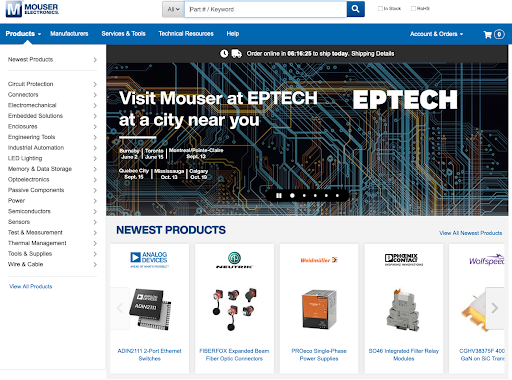 MOUSER
ELECTRONICS
All
Part # / Keyword
In Stock
RoHS
Products
Manufacturers
Services & Tools
Technical Resources
Help
Account & Orders
0
Newest Products
Circuit Protection
Connectors
Electromechanical
Embedded Solutions
Enclosures
Engineering Tools
Industrial Automation
LED Lighting
Memory & Data Storage
Optoelectronics
Passive Components
Power
Semiconductors
Sensors
Test & Measurement
Thermal Management
Tools & Supplies
Wire & Cable
View All Products
Order online in 06:16:25 to ship today. Shipping Details
Visit Mouser at EPTECH
at a city near you
EPTECH
Burnaby
June 2
Toronto
June 15
Montreal/Pointe-Claire
Sept. 13
Quebec City
Sept. 15
Mississauga
Oct. 13
Calgary
Oct. 19
NEWEST PRODUCTS
View All Newest Products
ANALOG
DEVICES
AHEAD OF WHAT'S POSSIBLE
ADIN2111
ADIN2111 2-Port Ethernet
Switches
NEUTRIK
FIBERFOX Expanded Beam
Fiber Optic Connectors
Weidmüller
PROeco Single-Phase
Power Supplies
PHOENIX
CONTACT
INSPIRING INNOVATIONS
SO46 Integrated Filter Relay
Modules
Wolfspeed
CGHV38375F 400
GaN on SiC Trans